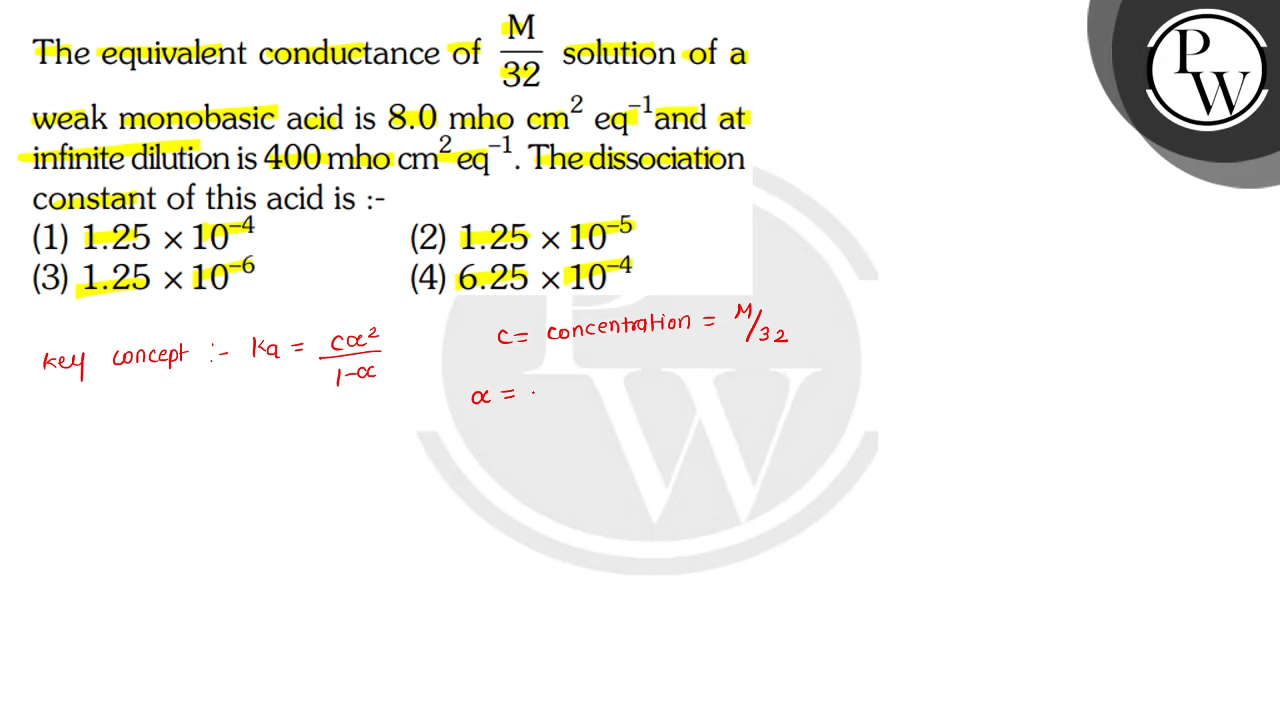 The equivalent conductance of M/32 solution of a
weak monobasic acid is 8.0 mho cm² eq⁻¹ and at
infinite dilution is 400 mho cm² eq⁻¹. The dissociation
constant of this acid is :-
(1) 1.25 × 10⁻⁴ (2) 1.25 × 10⁻⁵
(3) 1.25 × 10⁻⁶ (4) 6.25 × 10⁻⁴
key concept :- ka = cα²/1-α
c = concentration = M/32
α =
PW
PW